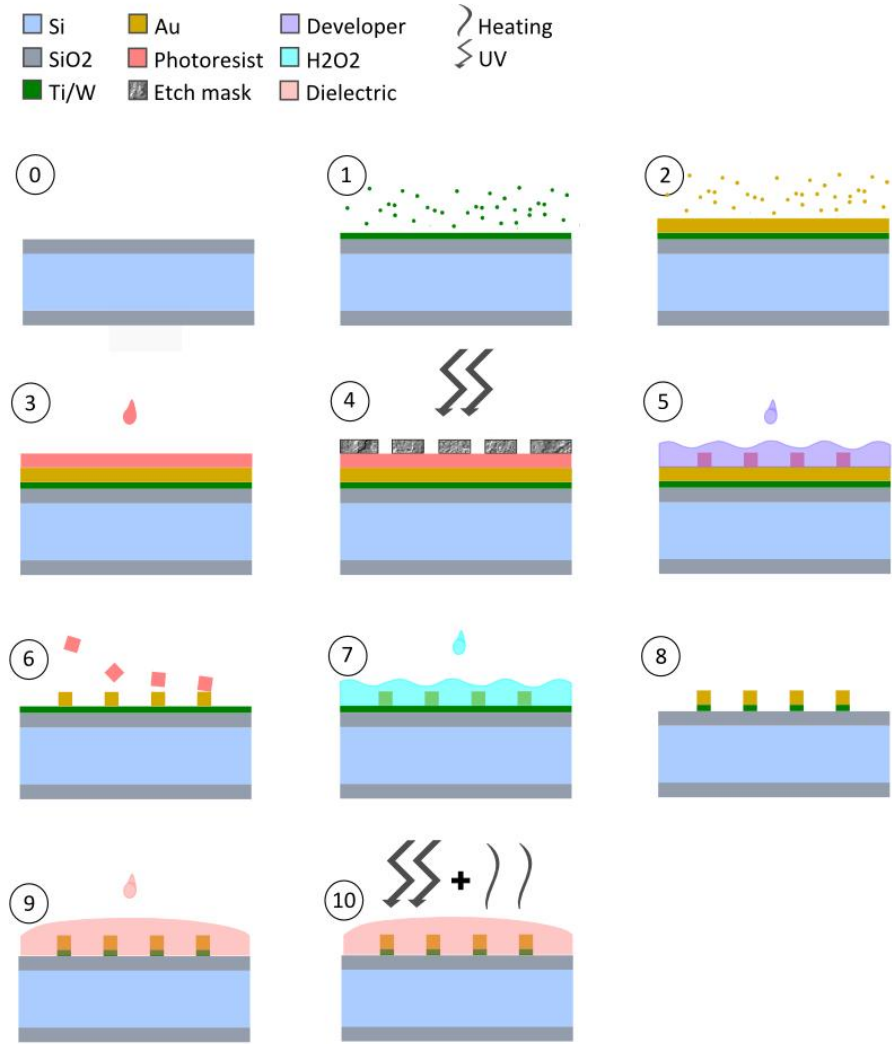 Si Au Developer Heating
SiO2 Photoresist H2O2 UV
Ti/W Etch mask Dielectric
0 1 2
3 4 5
6 7 8
9 10 +